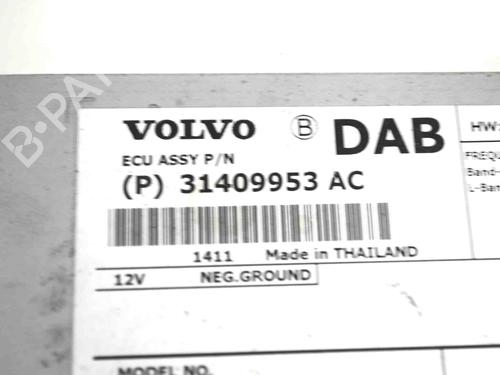 VOLVO Ⓑ DAB
ECU ASSY P/N
(P) 31409953 AC
1411 Made in THAILAND
12V NEG.GROUND
MODEL NO.
HW:
FREQU
Band-
L-Ban
B-PA